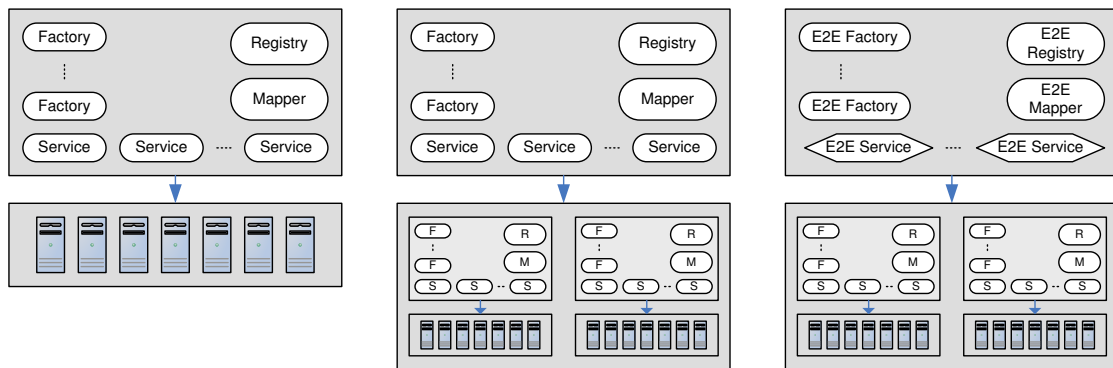 Factory Registry
Factory Mapper
Service Service Service
Factory Registry
Factory Mapper
Service Service Service
F R F R
F M F M
S S S S S S
E2E Factory E2E Registry
E2E Factory E2E Mapper
E2E Service E2E Service
F R F R
F M F M
S S S S S S